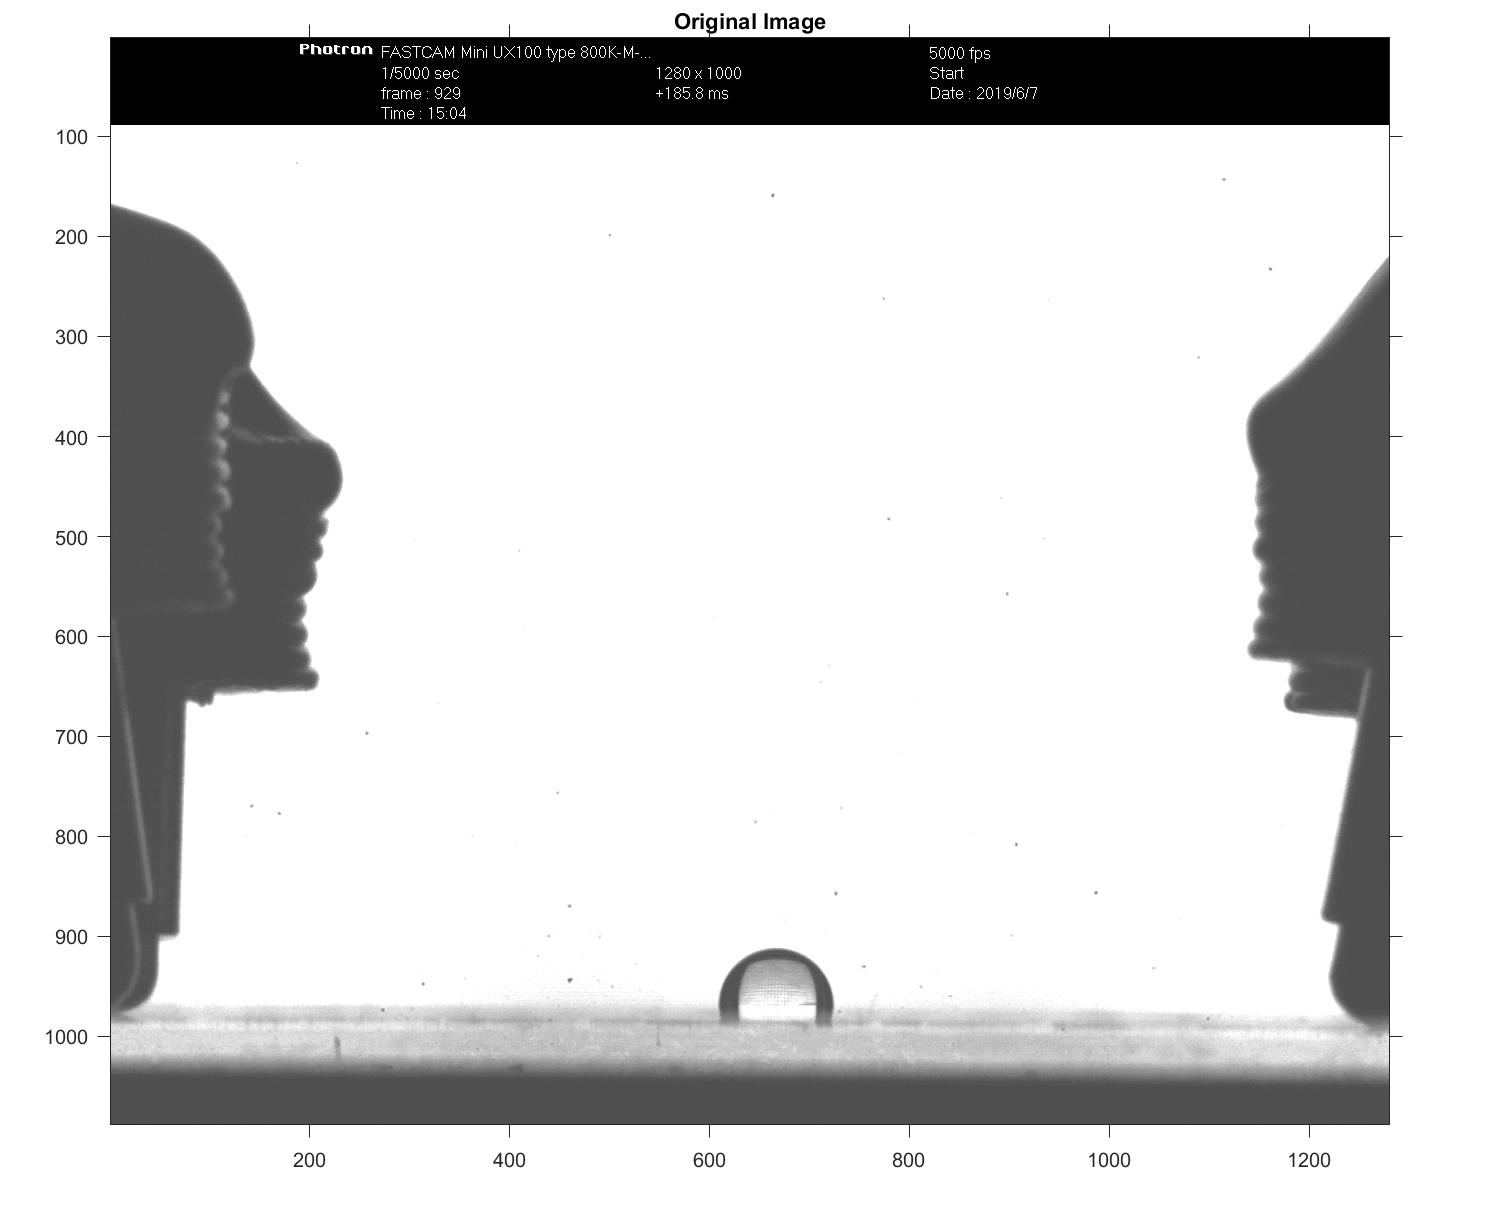 Original Image
Photron FASTCAM Mini UX100 type 800K-M-... 5000 fps
1/5000 sec 1280 x 1000 Start
frame : 929 +185.8 ms Date : 2019/6/7
Time : 15:04
100
200
300
400
500
600
700
800
900
1000
200 400 600 800 1000 1200